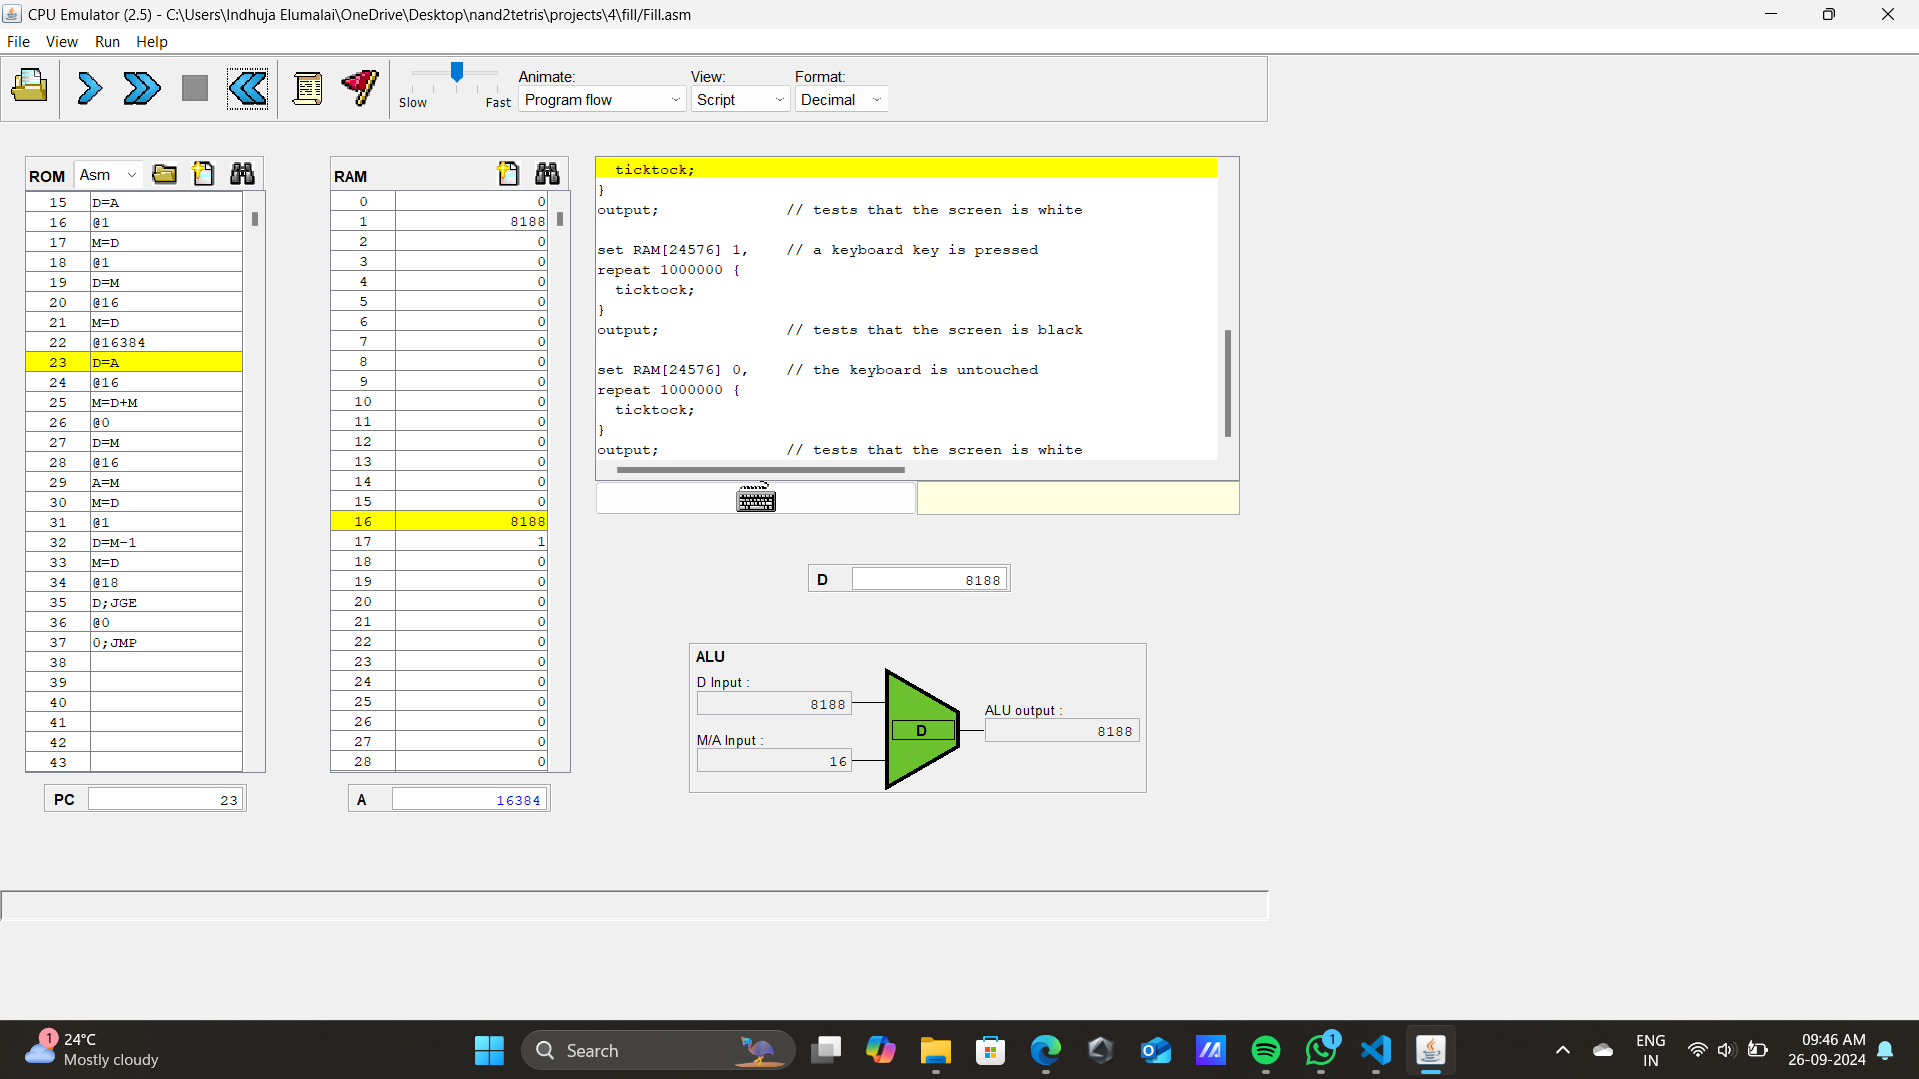 CPU Emulator (2.5) - C:\Users\Indhuja Elumalai\OneDrive\Desktop\nand2tetris\projects\4\fill/Fill.asm
File View Run Help
Animate: View: Format:
Slow Fast Program flow Script Decimal
ROM Asm
15 D=A
16 @1
17 M=D
18 @1
19 D=M
20 @16
21 M=D
22 @16384
23 D=A
24 @16
25 M=D+M
26 @0
27 D=M
28 @16
29 A=M
30 M=D
31 @1
32 D=M-1
33 M=D
34 @18
35 D;JGE
36 @0
37 0;JMP
38
39
40
41
42
43
PC 23
RAM
0 0
1 8188
2 0
3 0
4 0
5 0
6 0
7 0
8 0
9 0
10 0
11 0
12 0
13 0
14 0
15 0
16 8188
17 1
18 0
19 0
20 0
21 0
22 0
23 0
24 0
25 0
26 0
27 0
28 0
A 16384
ticktock;
}
output; // tests that the screen is white
set RAM[24576] 1, // a keyboard key is pressed
repeat 1000000 {
ticktock;
}
output; // tests that the screen is black
set RAM[24576] 0, // the keyboard is untouched
repeat 1000000 {
ticktock;
}
output; // tests that the screen is white
D 8188
ALU
D Input :
8188
M/A Input :
16
D
ALU output :
8188
1
24°C
Mostly cloudy
Search
1
ENG
IN
09:46 AM
26-09-2024